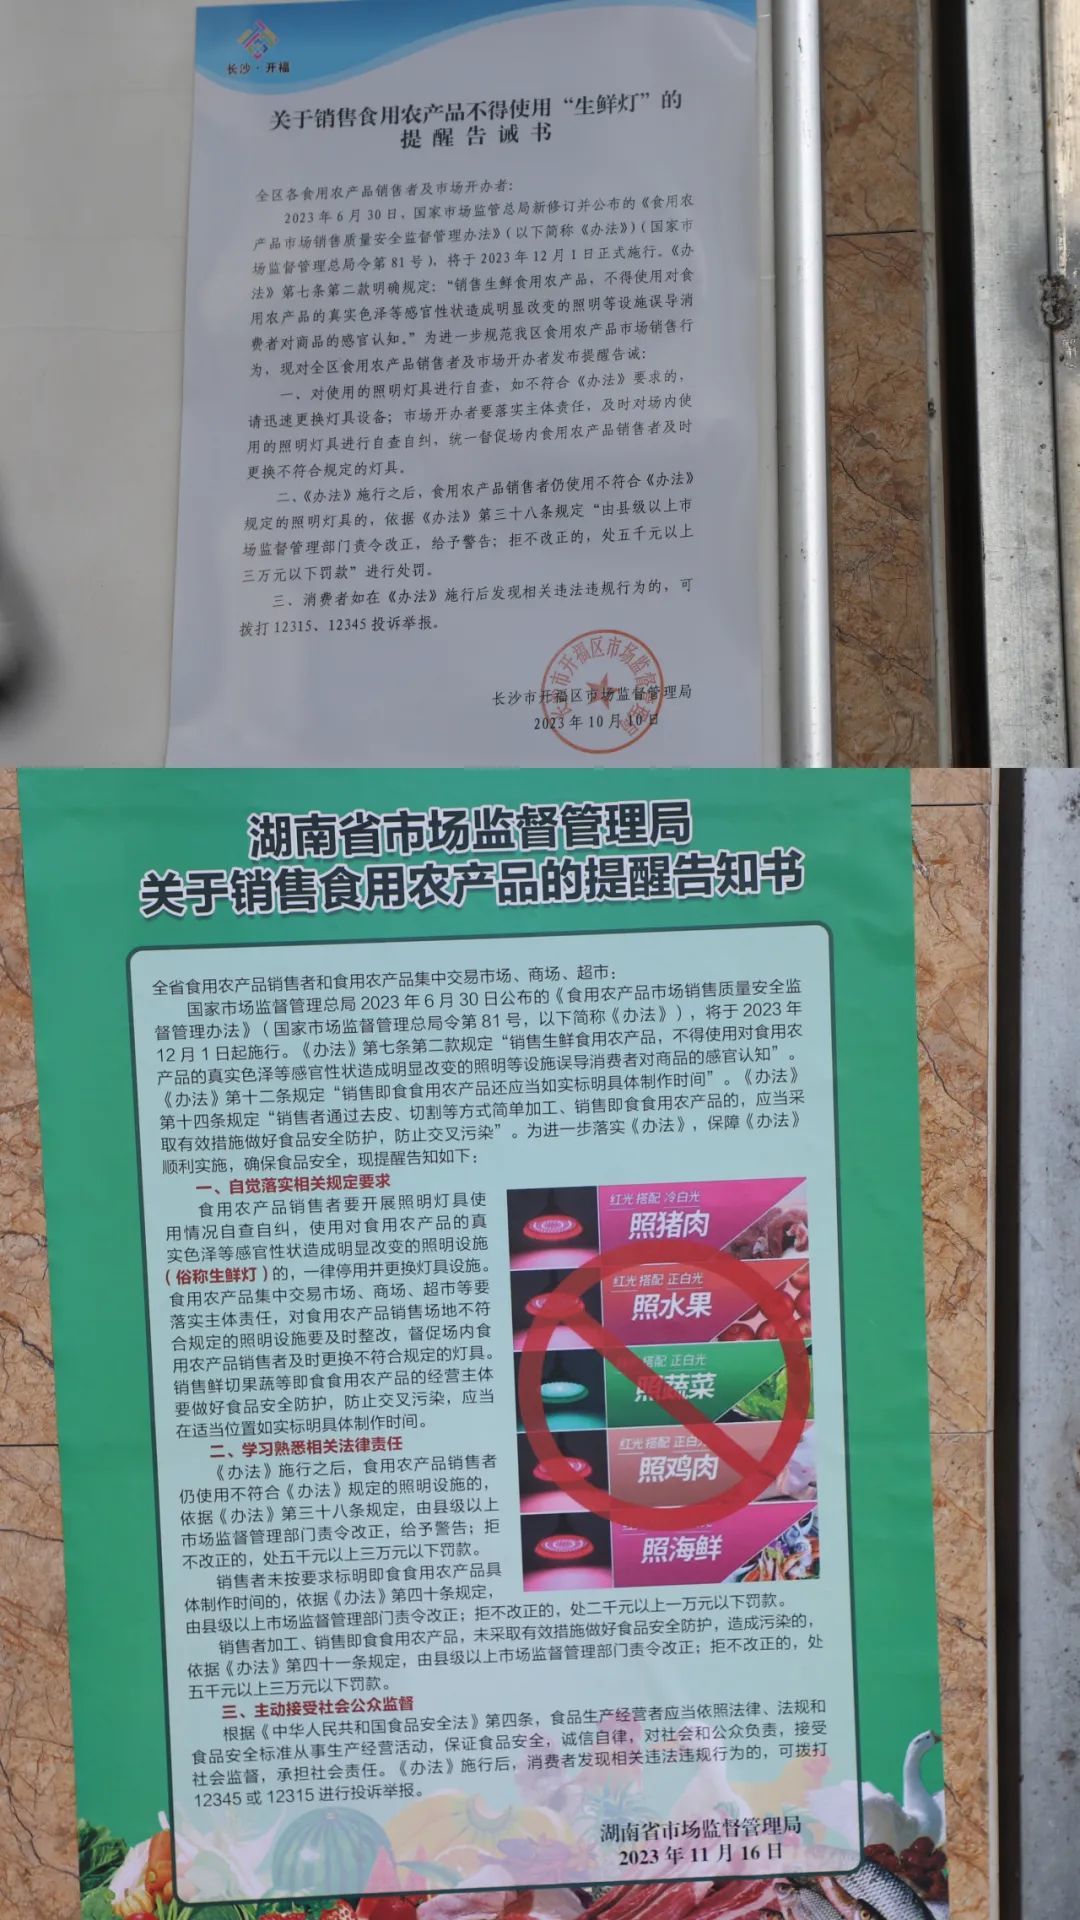 长沙·开福
关于销售食用农产品不得使用“生鲜灯”的
提醒告诫书
全区各食用农产品销售者及市场开办者：
2023年6月30日，国家市场监管总局新修订并公布的《食用农
产品市场销售质量安全监督管理办法》（以下简称《办法》）（国家市
场监督管理总局令第81号），将于2023年12月1日正式施行。《办
法》第七条第二款明确规定：“销售生鲜食用农产品，不得使用对食
用农产品的真实色泽等感官性状造成明显改变的照明等设施误导消
费者对商品的感官认知。”为进一步规范我区食用农产品市场销售行
为，现对全区食用农产品销售者及市场开办者发布提醒告诫：
一、对使用的照明灯具进行自查，如不符合《办法》要求的，
请迅速更换灯具设备；市场开办者要落实主体责任，及时对场内使
用的照明灯具进行自查自纠，统一督促场内食用农产品销售者及时
更换不符合规定的灯具。
二、《办法》施行之后，食用农产品销售者仍使用不符合《办法》
规定的照明灯具的，依据《办法》第三十八条规定“由县级以上市
场监督管理部门责令改正，给予警告；拒不改正的，处五千元以上
三万元以下罚款”进行处罚。
三、消费者如在《办法》施行后发现相关违法违规行为的，可
拨打12315、12345投诉举报。
长沙市开福区市场监督管理局
长沙市开福区市场监督管理局
2023年10月10日
湖南省市场监督管理局
关于销售食用农产品的提醒告知书
全省食用农产品销售者和食用农产品集中交易市场、商场、超市：
国家市场监督管理总局2023年6月30日公布的《食用农产品市场销售质量安全监
督管理办法》（国家市场监督管理总局令第81号，以下简称《办法》），将于2023年
12月1日起施行。《办法》第七条第二款规定“销售生鲜食用农产品，不得使用对食用农
产品的真实色泽等感官性状造成明显改变的照明等设施误导消费者对商品的感官认知”。
《办法》第十二条规定“销售即食食用农产品还应当如实标明具体制作时间”。《办法》
第十四条规定“销售者通过去皮、切割等方式简单加工、销售即食食用农产品的，应当采
取有效措施做好食品安全防护，防止交叉污染”。为进一步落实《办法》，保障《办法》
顺利实施，确保食品安全，现提醒告知如下：
一、自觉落实相关规定要求
食用农产品销售者要开展照明灯具使
用情况自查自纠，使用对食用农产品的真
实色泽等感官性状造成明显改变的照明设施
（俗称生鲜灯）的，一律停用并更换灯具设施。
食用农产品集中交易市场、商场、超市等要
落实主体责任，对食用农产品销售场地不符
合规定的照明设施要及时整改，督促场内食
用农产品销售者及时更换不符合规定的灯具。
销售鲜切果蔬等即食食用农产品的经营主体
要做好食品安全防护，防止交叉污染，应当
在适当位置如实标明具体制作时间。
红光 搭配 冷白光
照猪肉
红光 搭配 正白光
照水果
红光 搭配 正白光
照蔬菜
红光 搭配 正白光
照鸡肉
照海鲜
二、学习熟悉相关法律责任
《办法》施行之后，食用农产品销售者
仍使用不符合《办法》规定的照明设施的，
依据《办法》第三十八条规定，由县级以上
市场监督管理部门责令改正，给予警告；拒
不改正的，处五千元以上三万元以下罚款。
销售者未按要求标明即食食用农产品具
体制作时间的，依据《办法》第四十条规定，
由县级以上市场监督管理部门责令改正；拒不改正的，处二千元以上一万元以下罚款。
销售者加工、销售即食食用农产品，未采取有效措施做好食品安全防护，造成污染的，
依据《办法》第四十一条规定，由县级以上市场监督管理部门责令改正；拒不改正的，处
五千元以上三万元以下罚款。
三、主动接受社会公众监督
根据《中华人民共和国食品安全法》第四条，食品生产经营者应当依照法律、法规和
食品安全标准从事生产经营活动，保证食品安全，诚信自律，对社会和公众负责，接受
社会监督，承担社会责任。《办法》施行后，消费者发现相关违法违规行为的，可拨打
12345或12315进行投诉举报。
湖南省市场监督管理局
2023年11月16日